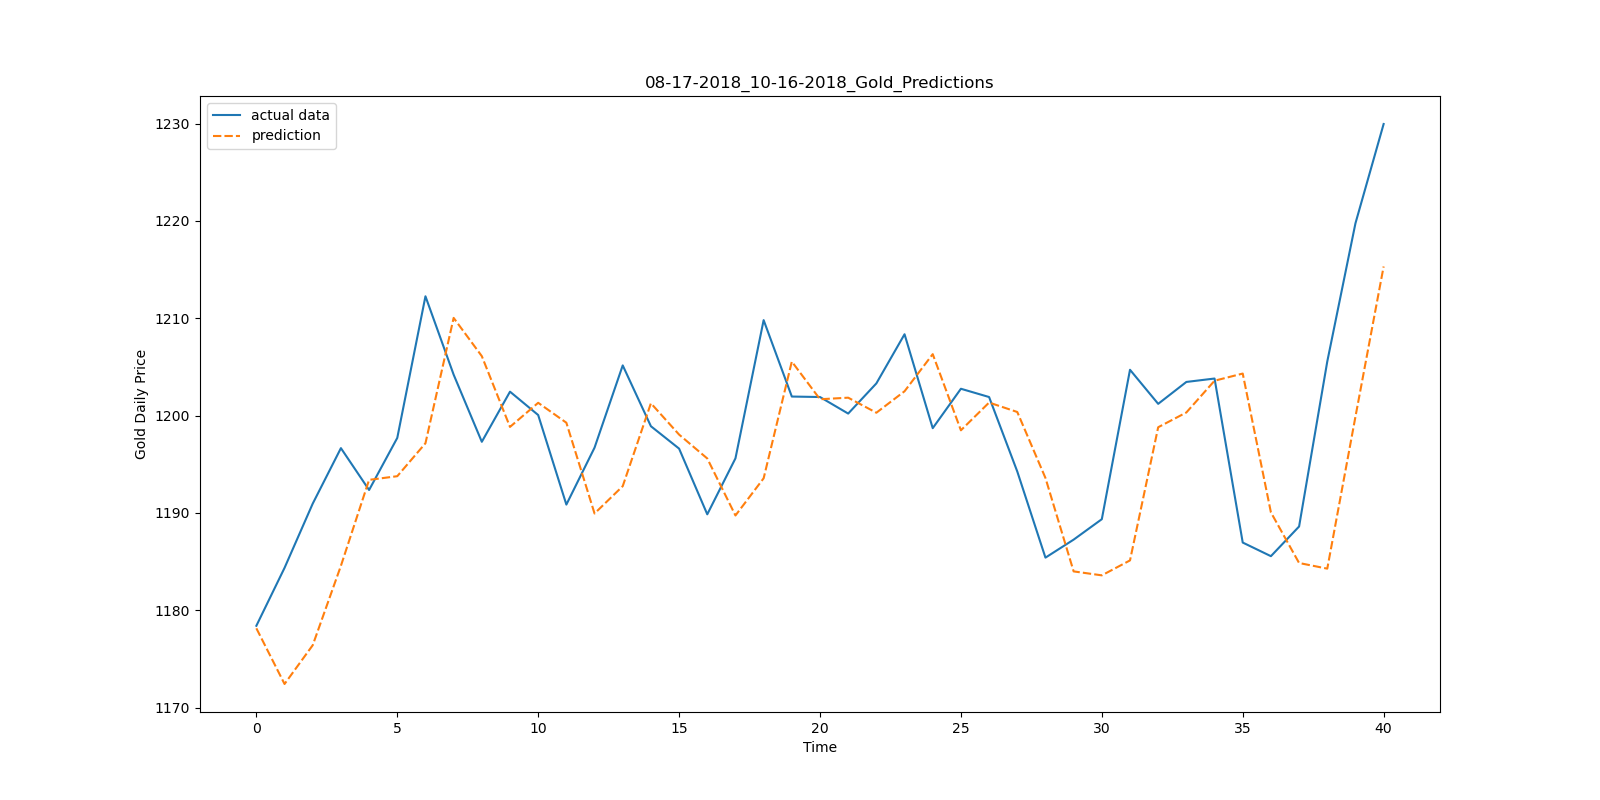 08-17-2018_10-16-2018_Gold_Predictions
actual data
prediction
1230
1220
1210
1200
1190
1180
1170
Gold Daily Price
0 5 10 15 20 25 30 35 40
Time